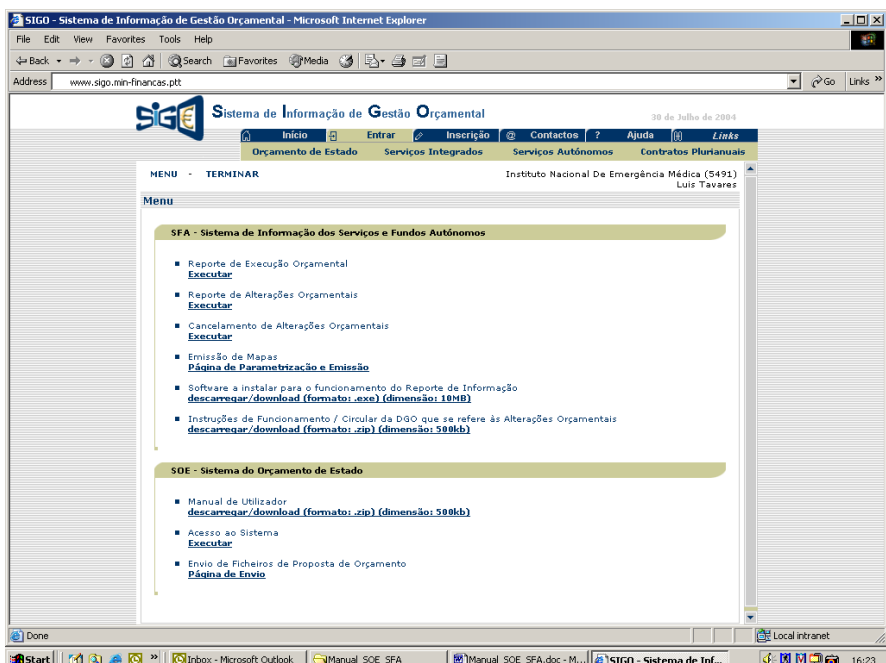 SIGO - Sistema de Informação de Gestão Orçamental - Microsoft Internet Explorer
File Edit View Favorites Tools Help
Back Search Favorites Media
Address www.sigo.min-financas.ptt Go Links »
SIG€ Sistema de Informação de Gestão Orçamental 30 de Julho de 2004
Início Entrar Inscrição @ Contactos ? Ajuda Links
Orçamento de Estado Serviços Integrados Serviços Autónomos Contratos Plurianuais
MENU - TERMINAR Instituto Nacional De Emergência Médica (5491)
Luis Tavares
Menu
SFA - Sistema de Informação dos Serviços e Fundos Autónomos
Reporte de Execução Orçamental
Executar
Reporte de Alterações Orçamentais
Executar
Cancelamento de Alterações Orçamentais
Executar
Emissão de Mapas
Página de Parametrização e Emissão
Software a instalar para o funcionamento do Reporte de Informação
descarregar/download (formato: .exe) (dimensão: 10MB)
Instruções de Funcionamento / Circular da DGO que se refere às Alterações Orçamentais
descarregar/download (formato: .zip) (dimensão: 500kb)
SOE - Sistema do Orçamento de Estado
Manual de Utilizador
descarregar/download (formato: .zip) (dimensão: 500kb)
Acesso ao Sistema
Executar
Envio de Ficheiros de Proposta de Orçamento
Página de Envio
Done Local intranet
Start » Inbox - Microsoft Outlook Manual_SOE_SFA Manual_SOE_SFA.doc - M... SIGO - Sistema de Inf... 16:23